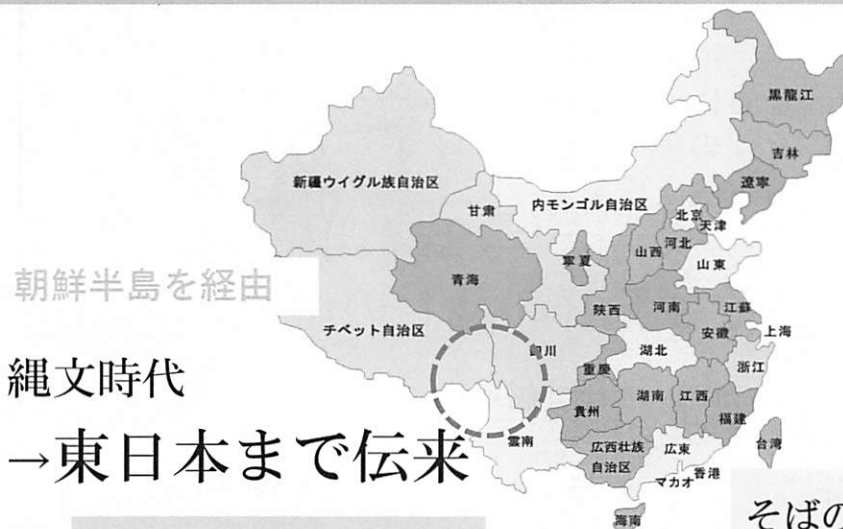 黒龍江
吉林
遼寧
新疆ウイグル族自治区
内モンゴル自治区
甘粛
北京
天津
河北
山西
山東
寧夏
青海
朝鮮半島を経由
陝西
河南
江蘇
チベット自治区
安徽
上海
四川
湖北
縄文時代
重慶
浙江
湖南
江西
貴州
福建
→東日本まで伝来
雲南
広西壮族
自治区
広東
台湾
香港
マカオ
海南
そばの